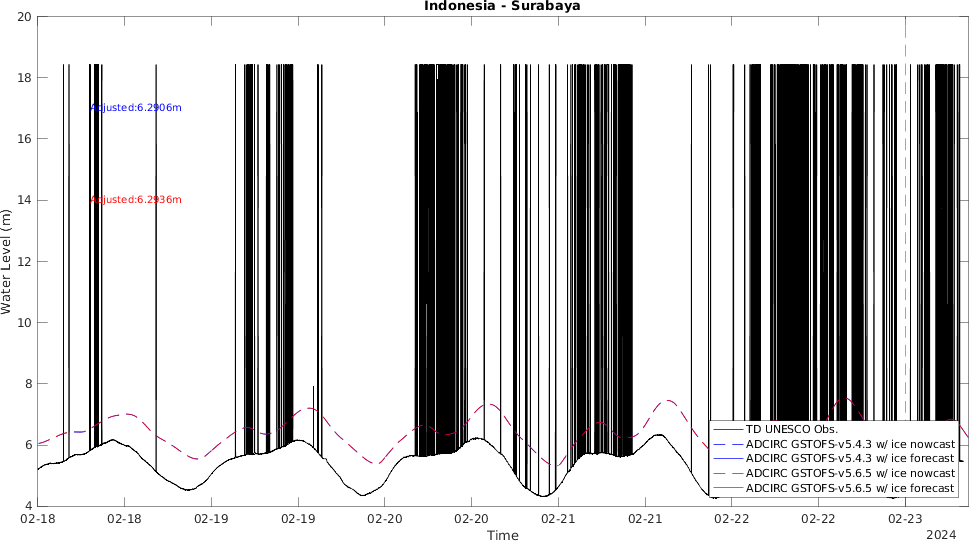 Indonesia - Surabaya
20
18
16
14
12
10
8
6
4
Water Level (m)
Adjusted:6.2906m
Adjusted:6.2936m
TD UNESCO Obs.
ADCIRC GSTOFS-v5.4.3 w/ ice nowcast
ADCIRC GSTOFS-v5.4.3 w/ ice forecast
ADCIRC GSTOFS-v5.6.5 w/ ice nowcast
ADCIRC GSTOFS-v5.6.5 w/ ice forecast
02-18 02-18 02-19 02-19 02-20 02-20 02-21 02-21 02-22 02-22 02-23
Time
2024